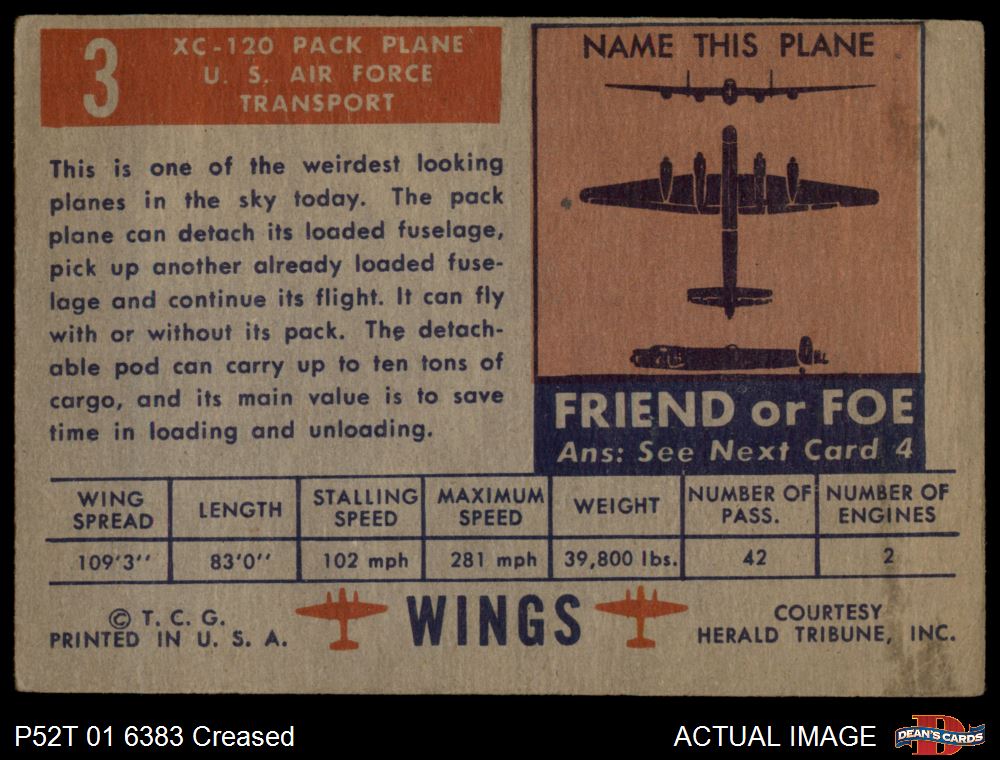 3
XC-120 PACK PLANE
U. S. AIR FORCE
TRANSPORT
This is one of the weirdest looking
planes in the sky today. The pack
plane can detach its loaded fuselage,
pick up another already loaded fuse-
lage and continue its flight. It can fly
with or without its pack. The detach-
able pod can carry up to ten tons of
cargo, and its main value is to save
time in loading and unloading.
NAME THIS PLANE
FRIEND or FOE
Ans: See Next Card 4
WING SPREAD
LENGTH
STALLING SPEED
MAXIMUM SPEED
WEIGHT
NUMBER OF PASS.
NUMBER OF ENGINES
109'3''
83'0''
102 mph
281 mph
39,800 lbs.
42
2
© T. C. G.
PRINTED IN U. S. A.
WINGS
COURTESY
HERALD TRIBUNE, INC.
P52T 01 6383 Creased
ACTUAL IMAGE
D
DEAN'S CARDS